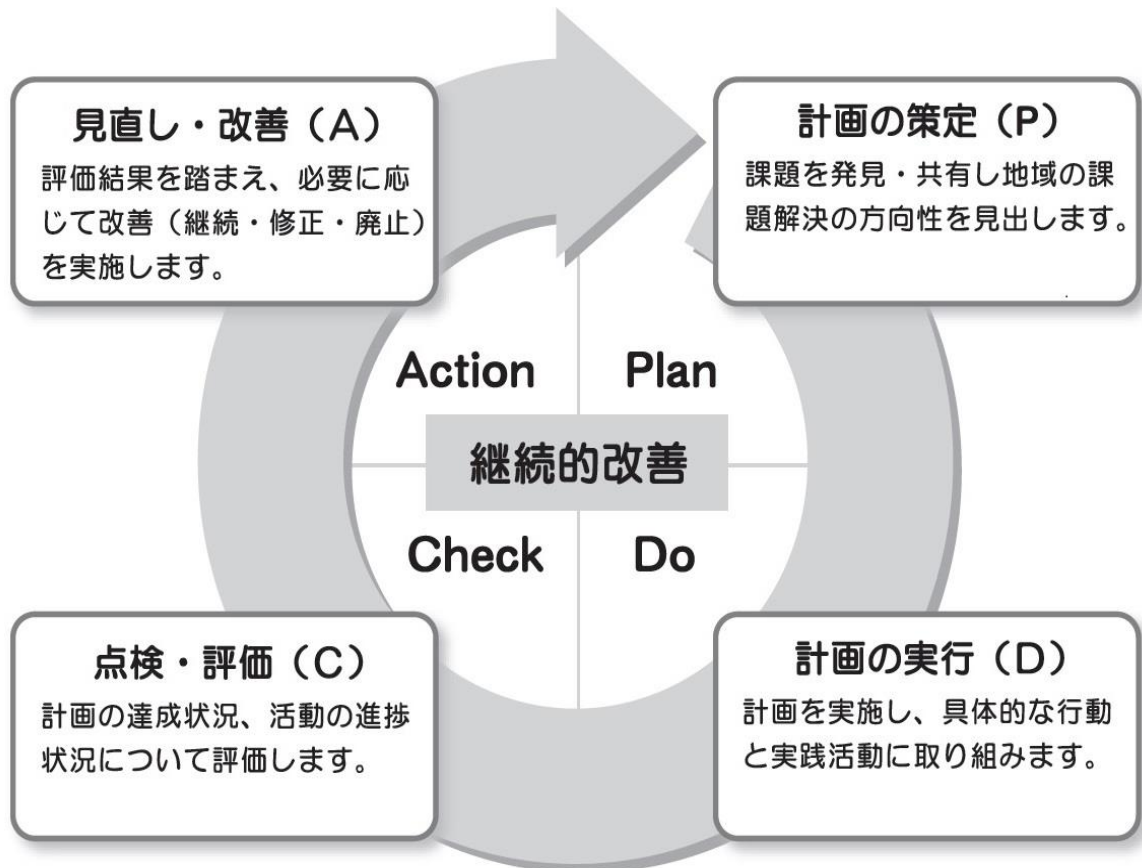 見直し・改善（A）
評価結果を踏まえ、必要に応
じて改善（継続・修正・廃止）
を実施します。
計画の策定（P）
課題を発見・共有し地域の課
題解決の方向性を見出します。
Action
Plan
継続的改善
Check
Do
点検・評価（C）
計画の達成状況、活動の進捗
状況について評価します。
計画の実行（D）
計画を実施し、具体的な行動
と実践活動に取り組みます。